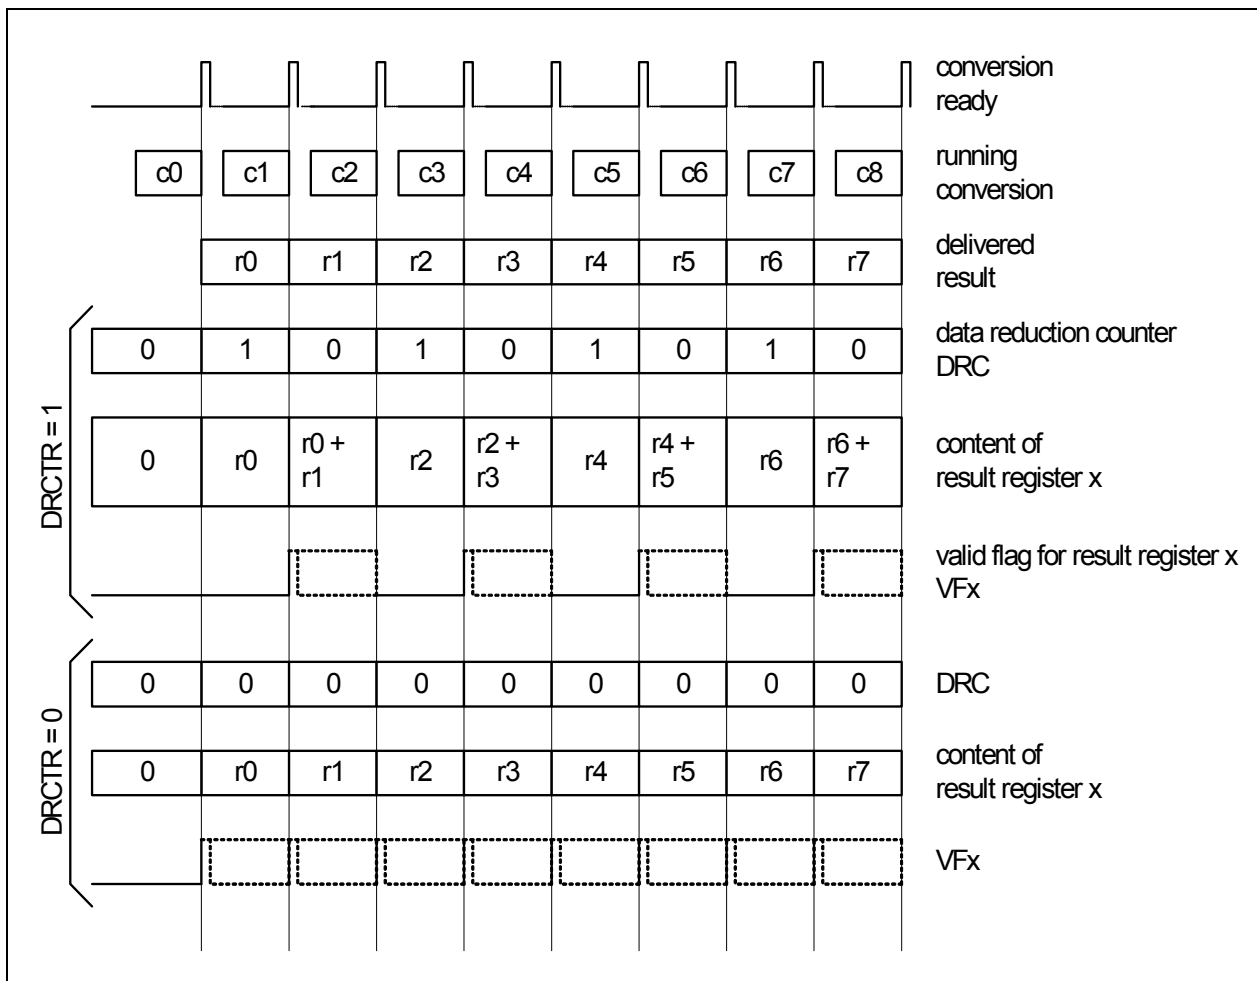 conversion
ready
c0 c1 c2 c3 c4 c5 c6 c7 c8
running
conversion
r0 r1 r2 r3 r4 r5 r6 r7
delivered
result
DRCTR = 1
0 1 0 1 0 1 0 1 0
data reduction counter
DRC
0 r0 r0 + r1 r2 r2 + r3 r4 r4 + r5 r6 r6 + r7
content of
result register x
valid flag for result register x
VFx
DRCTR = 0
0 0 0 0 0 0 0 0 0
DRC
0 r0 r1 r2 r3 r4 r5 r6 r7
content of
result register x
VFx